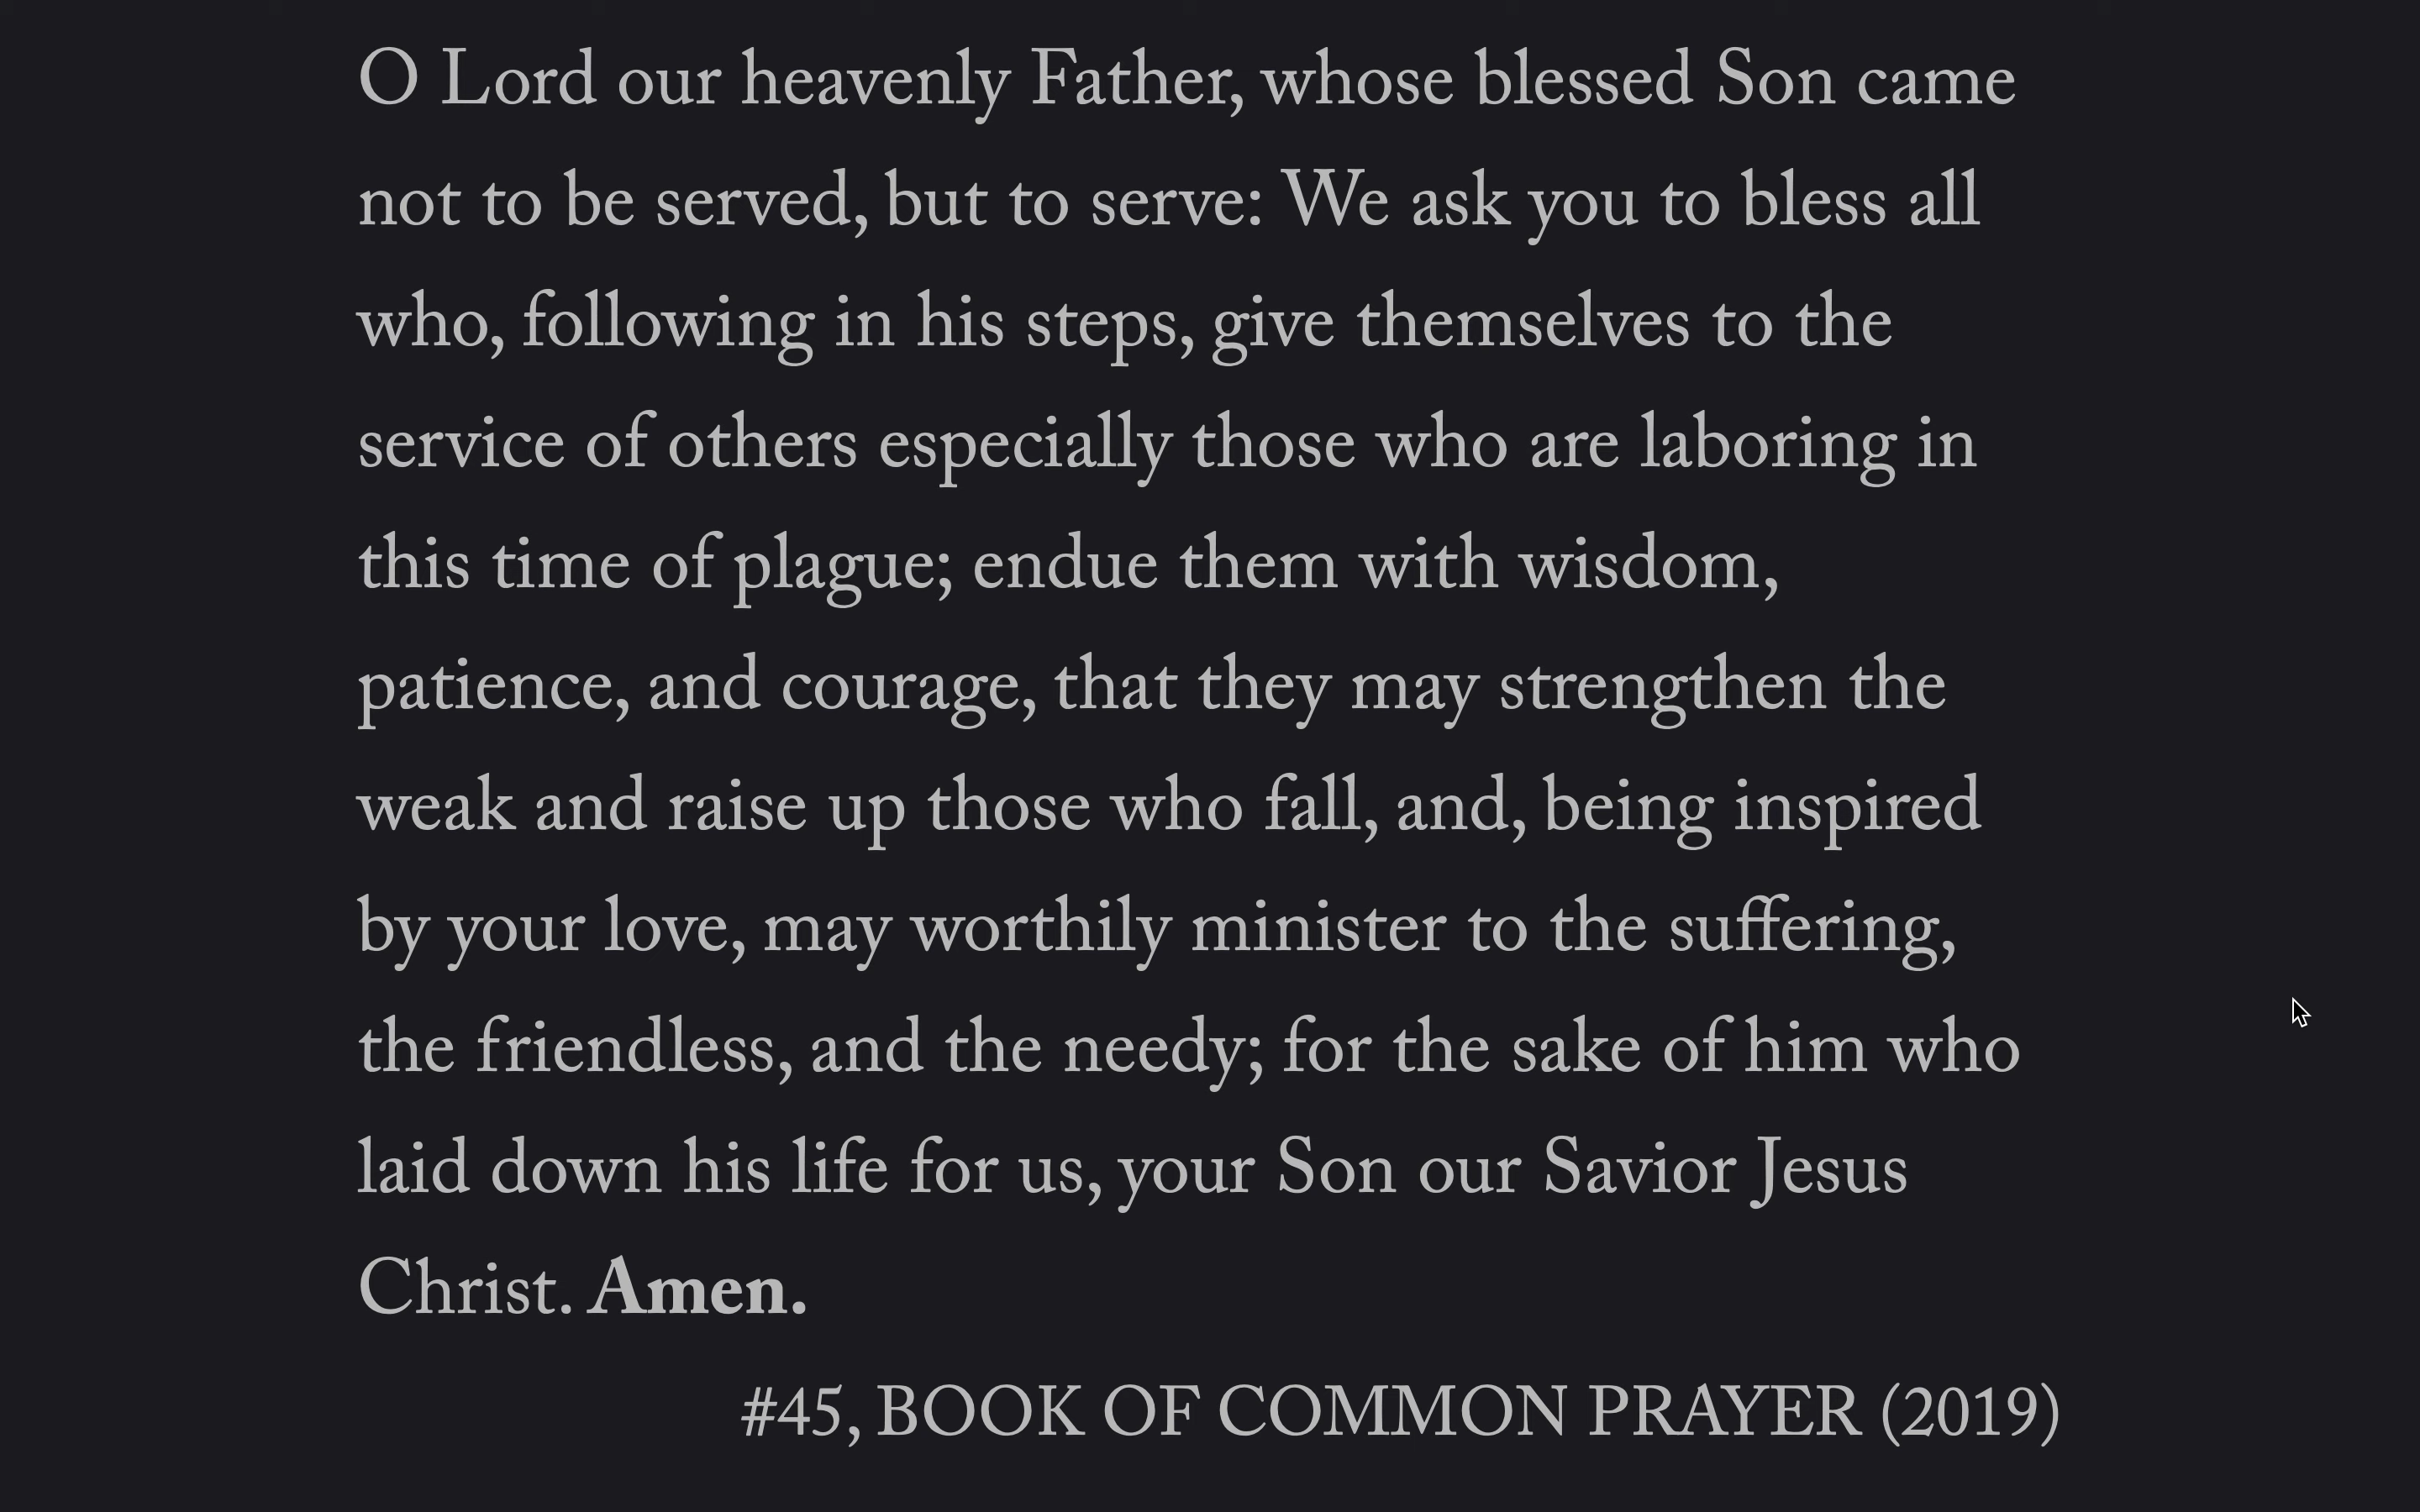 O Lord our heavenly Father, whose blessed Son came
not to be served, but to serve: We ask you to bless all
who, following in his steps, give themselves to the
service of others especially those who are laboring in
this time of plague; endue them with wisdom,
patience, and courage, that they may strengthen the
weak and raise up those who fall, and, being inspired
by your love, may worthily minister to the suffering,
the friendless, and the needy; for the sake of him who
laid down his life for us, your Son our Savior Jesus
Christ. Amen.
#45, BOOK OF COMMON PRAYER (2019)